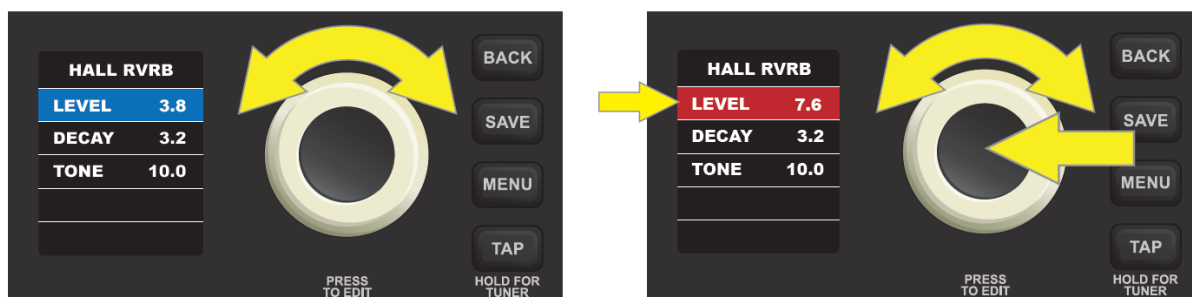 HALL RVRB
LEVEL 3.8
DECAY 3.2
TONE 10.0
BACK
SAVE
MENU
TAP
PRESS
TO EDIT
HOLD FOR
TUNER
HALL RVRB
LEVEL 7.6
DECAY 3.2
TONE 10.0
BACK
SAVE
MENU
TAP
PRESS
TO EDIT
HOLD FOR
TUNER